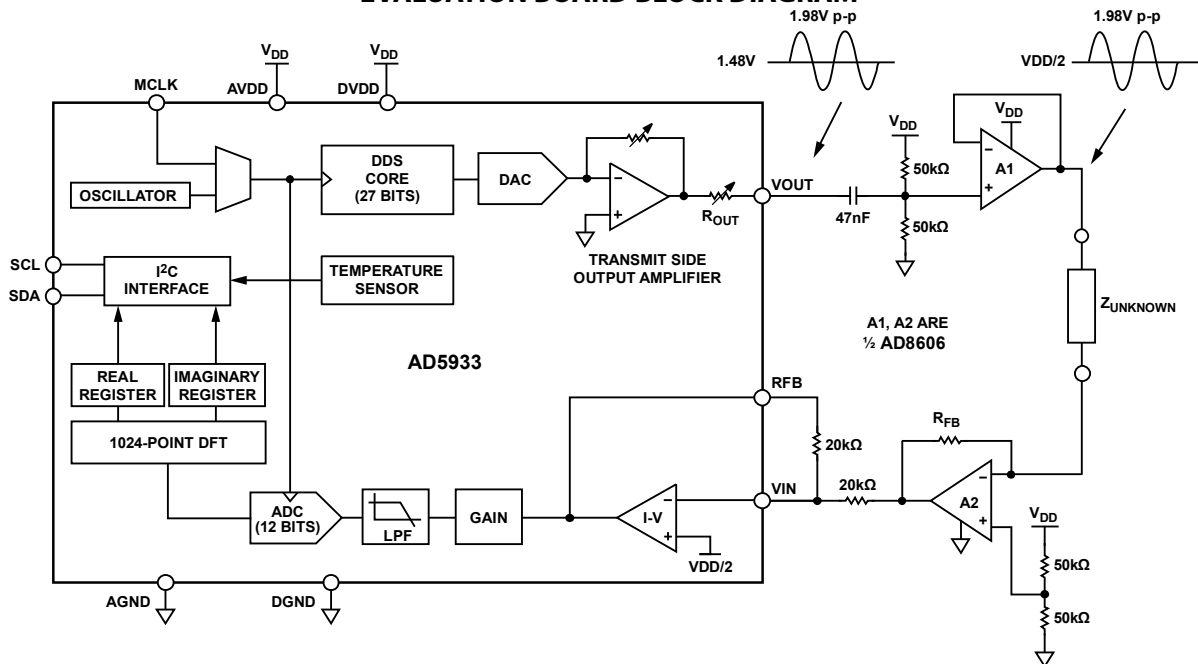 EVALUATION BOARD BLOCK DIAGRAM
1.98V p-p
1.98V p-p
1.48V
VDD/2
MCLK
AVDD
VDD
DVDD
VDD
OSCILLATOR
DDS
CORE
(27 BITS)
DAC
ROUT
VOUT
47nF
VDD
50kΩ
50kΩ
VDD
A1
TRANSMIT SIDE
OUTPUT AMPLIFIER
SCL
SDA
I2C
INTERFACE
TEMPERATURE
SENSOR
ZUNKNOWN
A1, A2 ARE
½ AD8606
AD5933
REAL
REGISTER
IMAGINARY
REGISTER
1024-POINT DFT
RFB
20kΩ
RFB
VIN
20kΩ
A2
ADC
(12 BITS)
LPF
GAIN
I-V
VDD/2
VDD
50kΩ
50kΩ
AGND
DGND